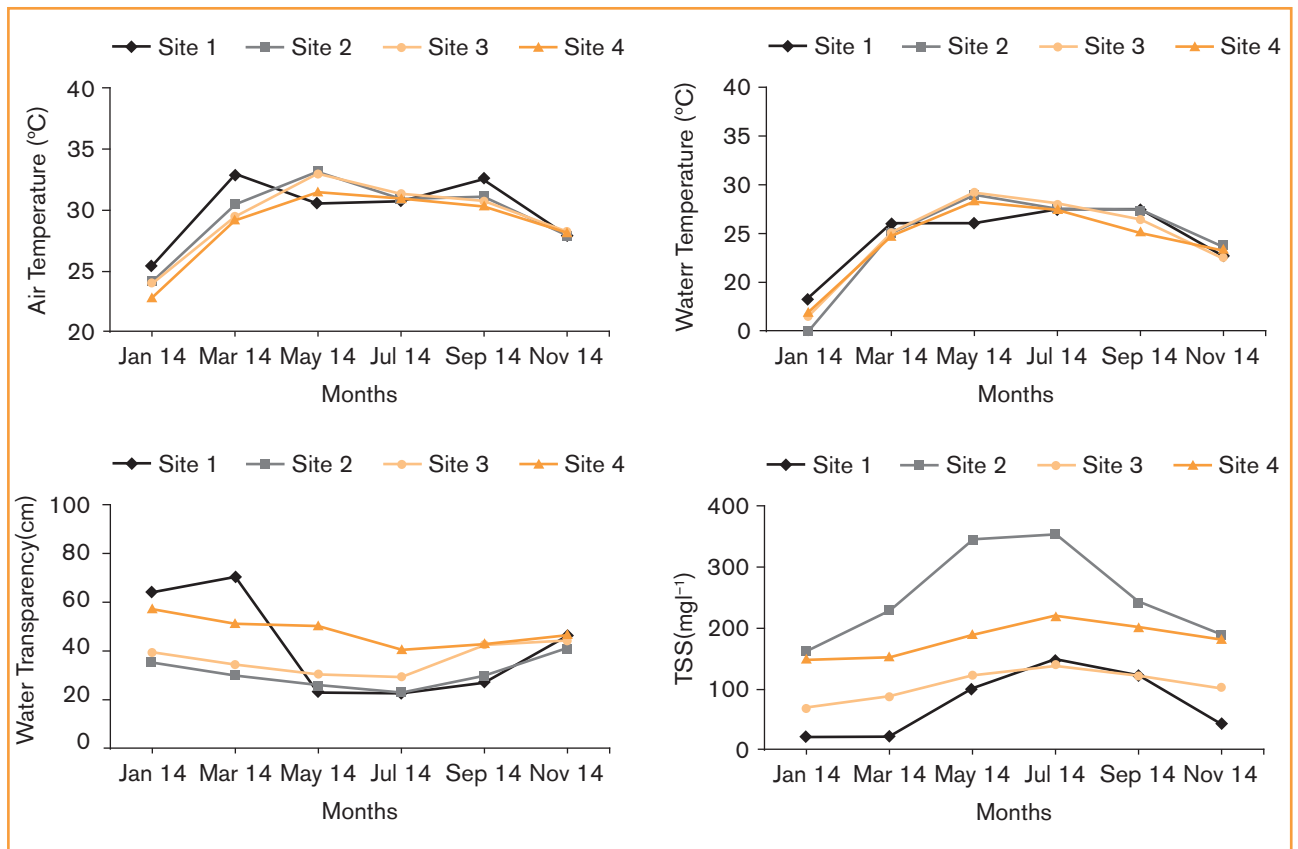 Site 1 Site 2 Site 3 Site 4
40
35
30
25
20
Air Temperature (°C)
Jan 14 Mar 14 May 14 Jul 14 Sep 14 Nov 14
Months
Site 1 Site 2 Site 3 Site 4
40
35
30
25
20
0
Waterr Temperature (°C)
Jan 14 Mar 14 May 14 Jul 14 Sep 14 Nov 14
Months
Site 1 Site 2 Site 3 Site 4
100
80
60
40
20
0
Water Transparency(cm)
Jan 14 Mar 14 May 14 Jul 14 Sep 14 Nov 14
Months
Site 1 Site 2 Site 3 Site 4
400
300
200
100
0
TSS(mgl⁻¹)
Jan 14 Mar 14 May 14 Jul 14 Sep 14 Nov 14
Months